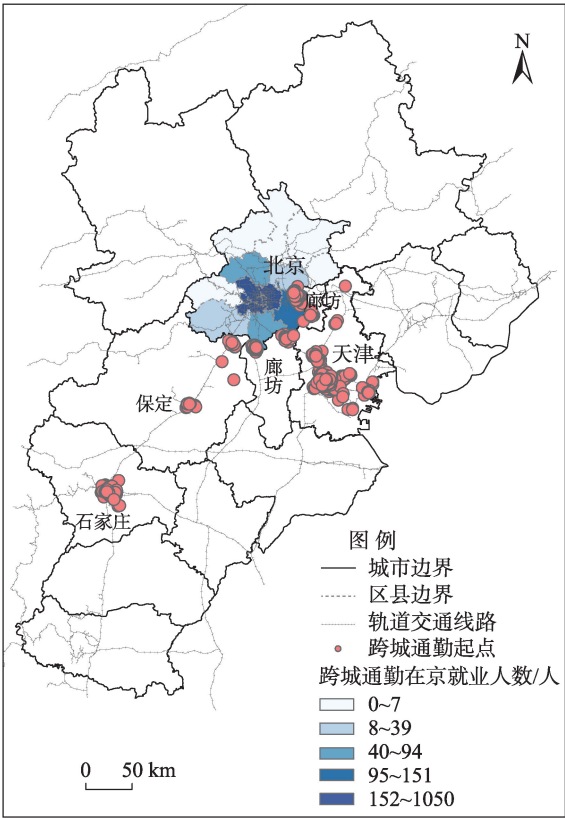 N
北京
廊坊
天津
廊
坊
保定
石家庄
图 例
城市边界
区县边界
轨道交通线路
跨城通勤起点
跨城通勤在京就业人数/人
0~7
8~39
40~94
95~151
152~1050
0 50 km